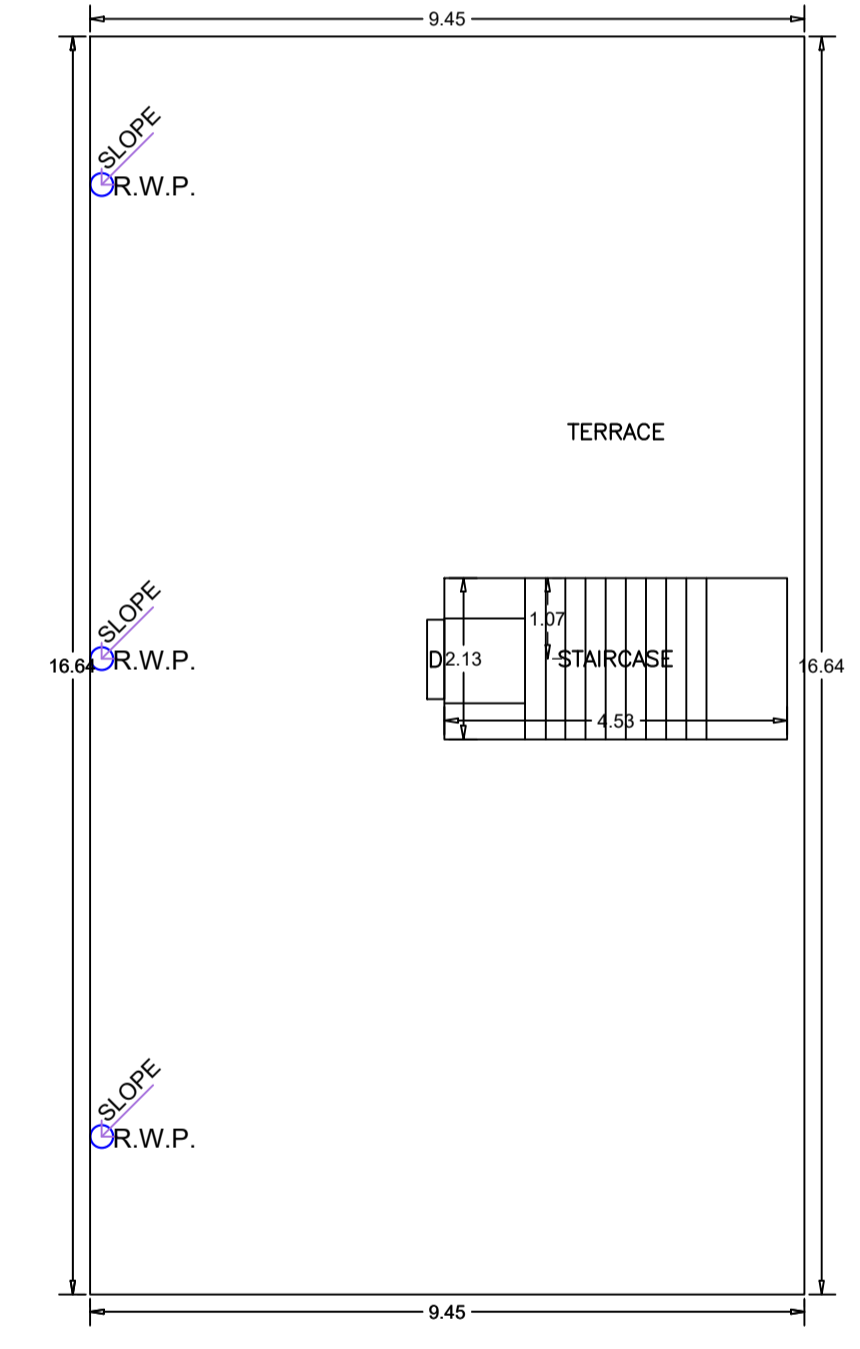 9.45
SLOPE
R.W.P.
TERRACE
SLOPE
1.07
16.64
R.W.P.
D
2.13
STAIRCASE
16.64
4.53
SLOPE
R.W.P.
9.45